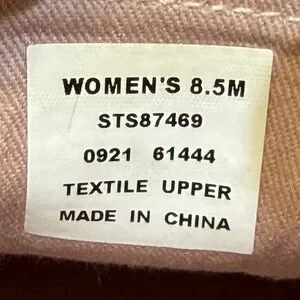 WOMEN'S 8.5M
STS87469
0921 61444
TEXTILE UPPER
MADE IN CHINA